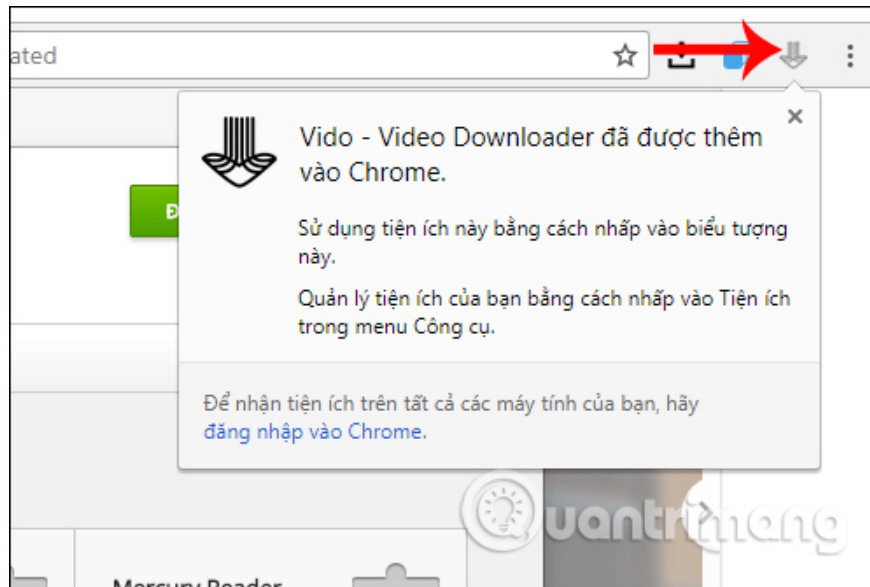 ated
Vido - Video Downloader đã được thêm
vào Chrome.
Đ
Sử dụng tiện ích này bằng cách nhấp vào biểu tượng
này.
Quản lý tiện ích của bạn bằng cách nhấp vào Tiện ích
trong menu Công cụ.
Để nhận tiện ích trên tất cả các máy tính của bạn, hãy
đăng nhập vào Chrome.
Quantrimang
Mercury Reader